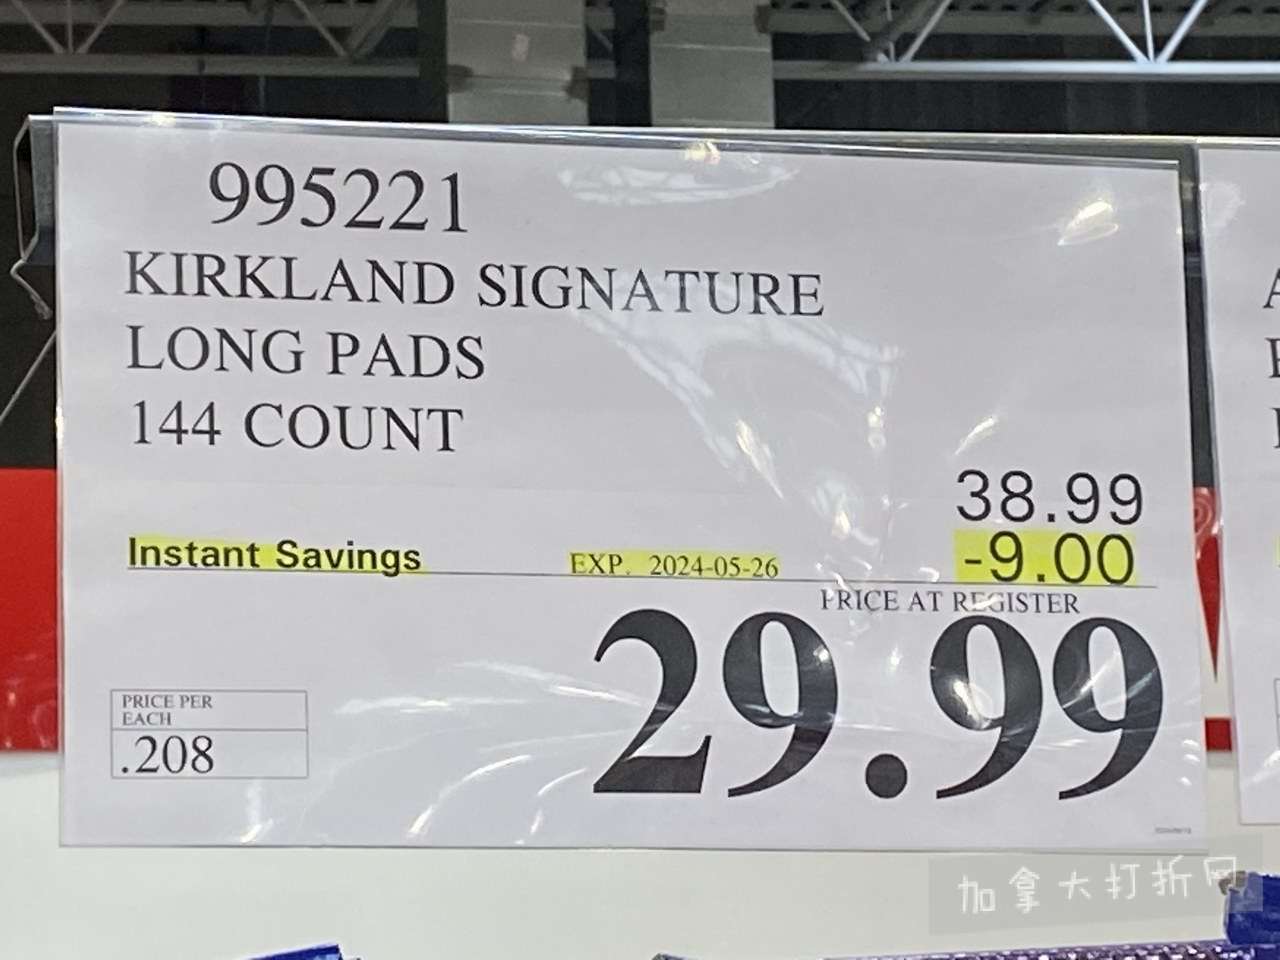 995221
KIRKLAND SIGNATURE
LONG PADS
144 COUNT
38.99
Instant Savings EXP. 2024-05-26 -9.00
PRICE AT REGISTER
29.99
PRICE PER
EACH
.208
加拿大打折网